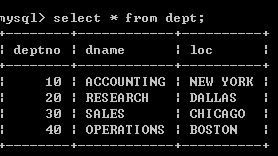 mysql> select * from dept;
+--------+------------+----------+
| deptno | dname      | loc      |
+--------+------------+----------+
|     10 | ACCOUNTING | NEW YORK |
|     20 | RESEARCH   | DALLAS   |
|     30 | SALES      | CHICAGO  |
|     40 | OPERATIONS | BOSTON   |
+--------+------------+----------+